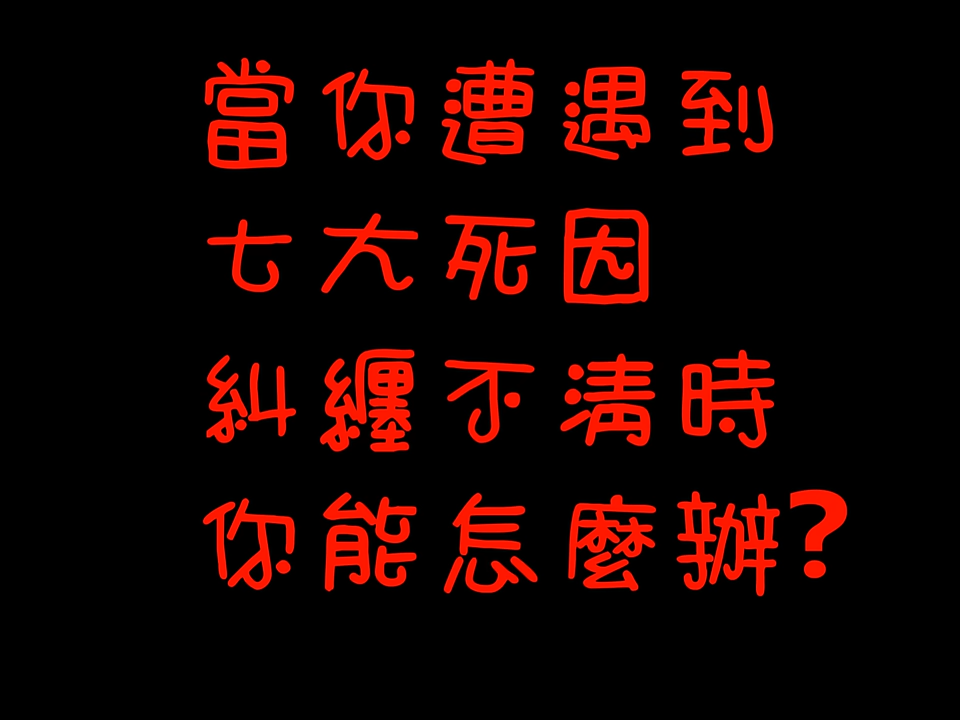 當你遭遇到
七大死因
糾纏不清時
你能怎麼辦?